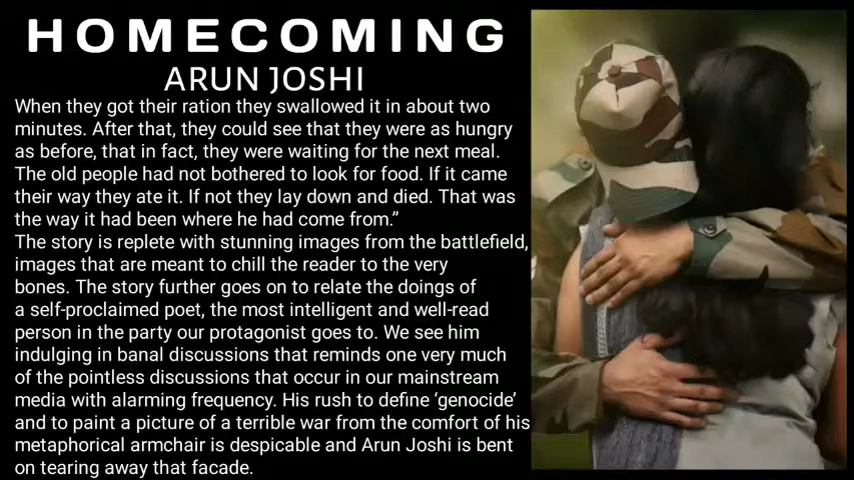 HOMECOMING
ARUN JOSHI
When they got their ration they swallowed it in about two
minutes. After that, they could see that they were as hungry
as before, that in fact, they were waiting for the next meal.
The old people had not bothered to look for food. If it came
their way they ate it. If not they lay down and died. That was
the way it had been where he had come from.”
The story is replete with stunning images from the battlefield,
images that are meant to chill the reader to the very
bones. The story further goes on to relate the doings of
a self-proclaimed poet, the most intelligent and well-read
person in the party our protagonist goes to. We see him
indulging in banal discussions that reminds one very much
of the pointless discussions that occur in our mainstream
media with alarming frequency. His rush to define ‘genocide’
and to paint a picture of a terrible war from the comfort of his
metaphorical armchair is despicable and Arun Joshi is bent
on tearing away that facade.